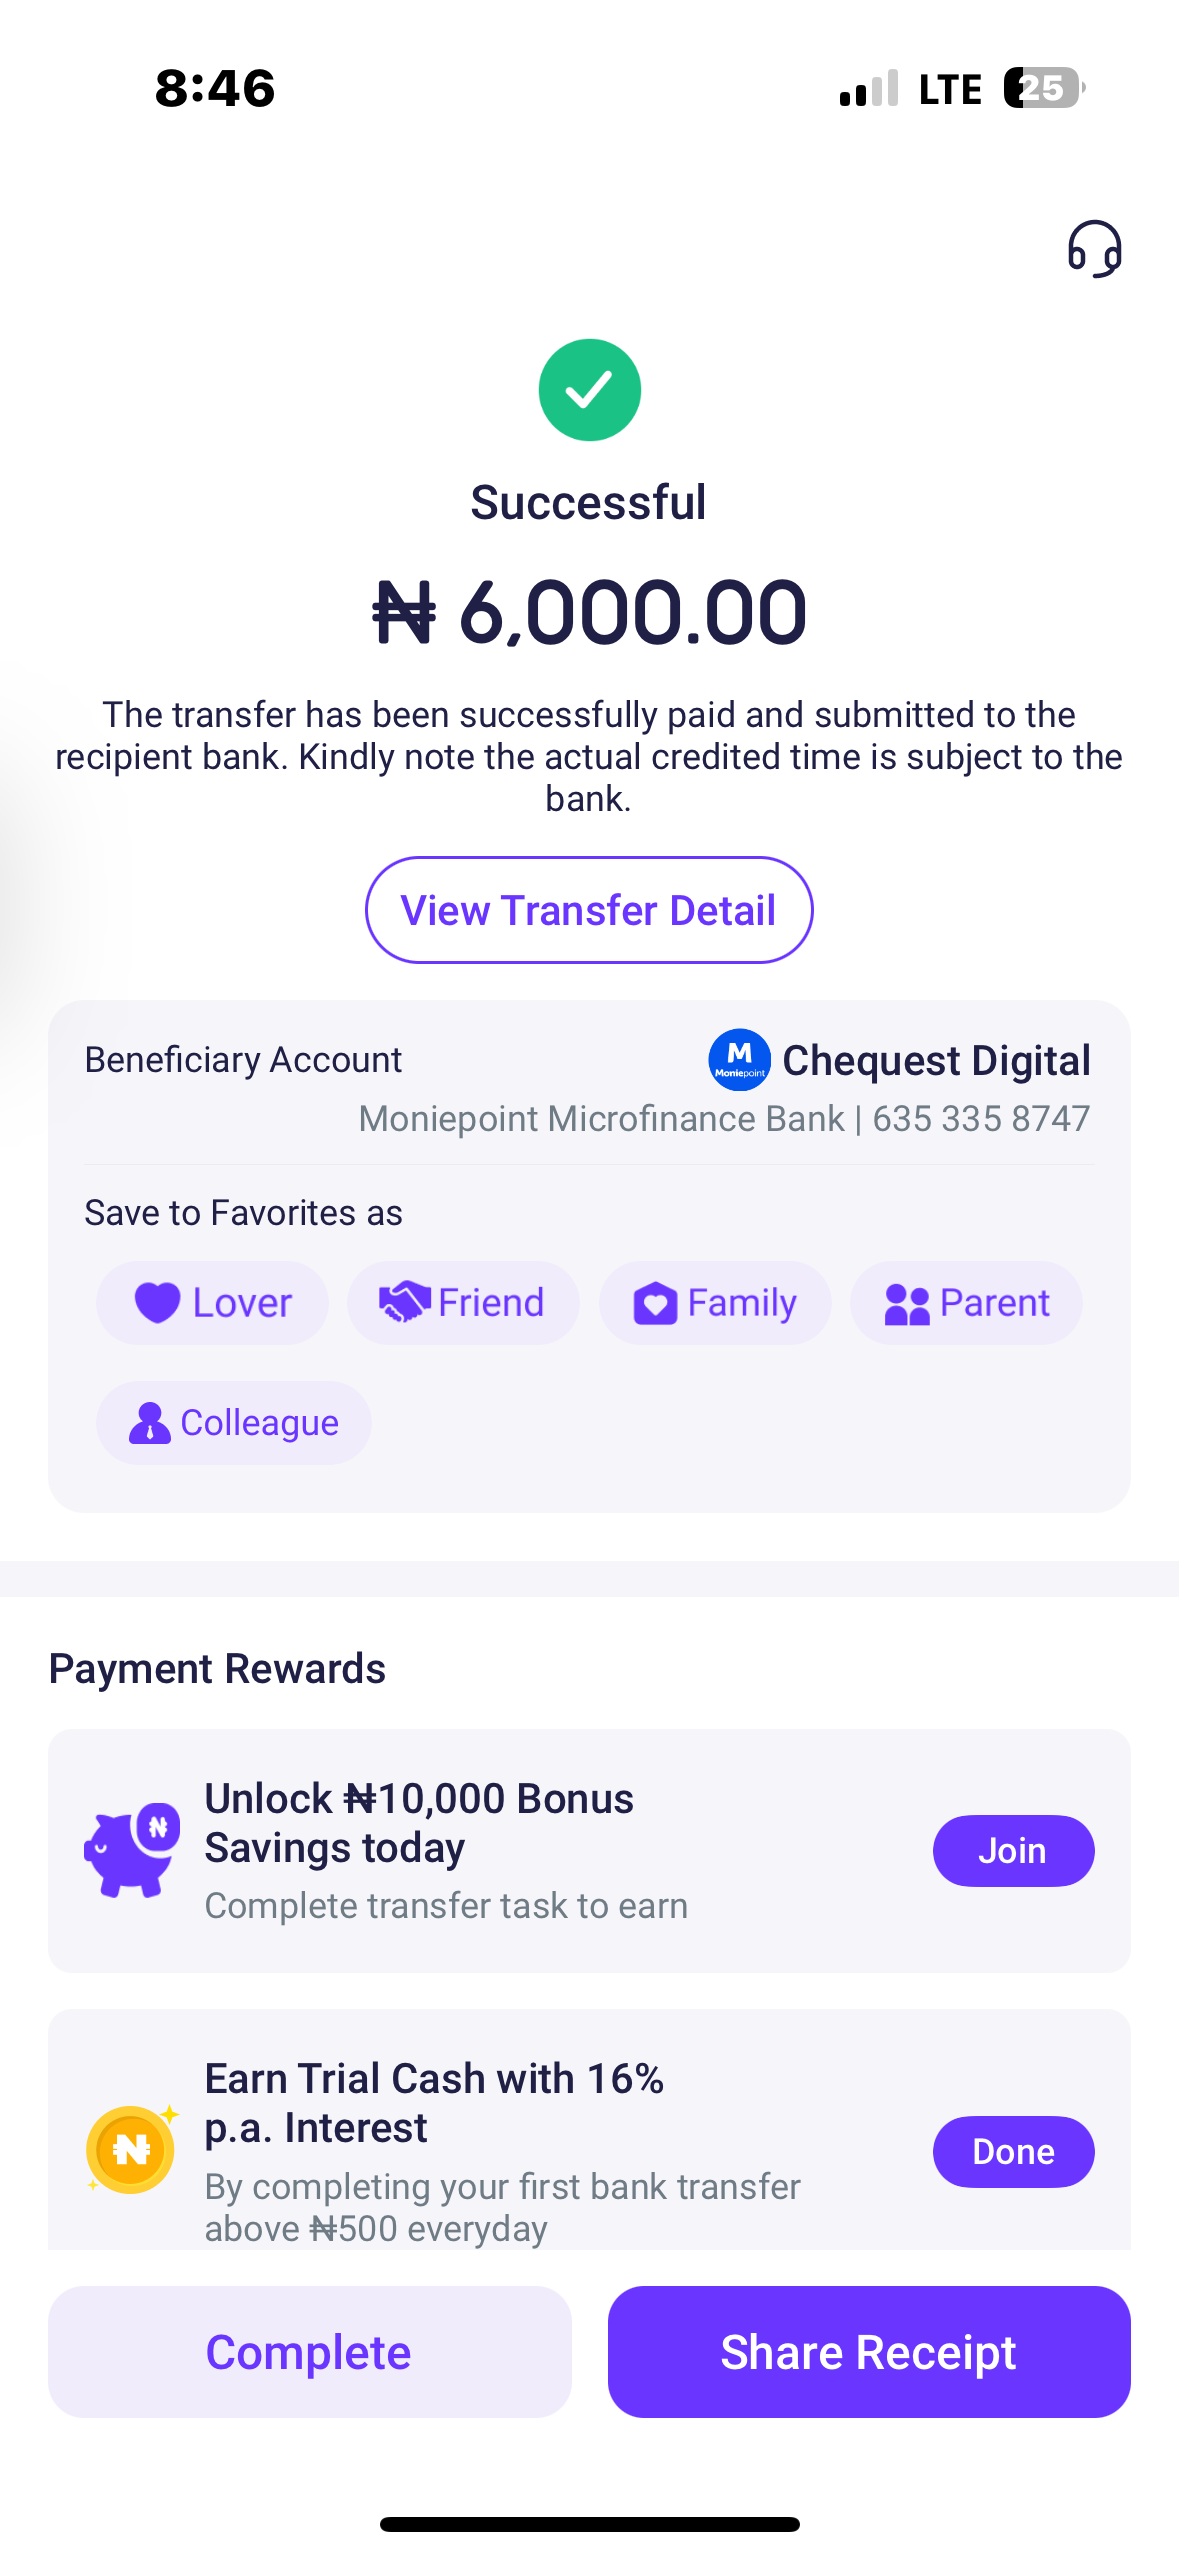 8:46
LTE
25
Successful
₦ 6,000.00
The transfer has been successfully paid and submitted to the
recipient bank. Kindly note the actual credited time is subject to the
bank.
View Transfer Detail
Beneficiary Account
M
Moniepoint
Chequest Digital
Moniepoint Microfinance Bank | 635 335 8747
Save to Favorites as
Lover
Friend
Family
Parent
Colleague
Payment Rewards
₦
Unlock ₦10,000 Bonus
Savings today
Complete transfer task to earn
Join
₦
Earn Trial Cash with 16%
p.a. Interest
By completing your first bank transfer
above ₦500 everyday
Done
Complete
Share Receipt